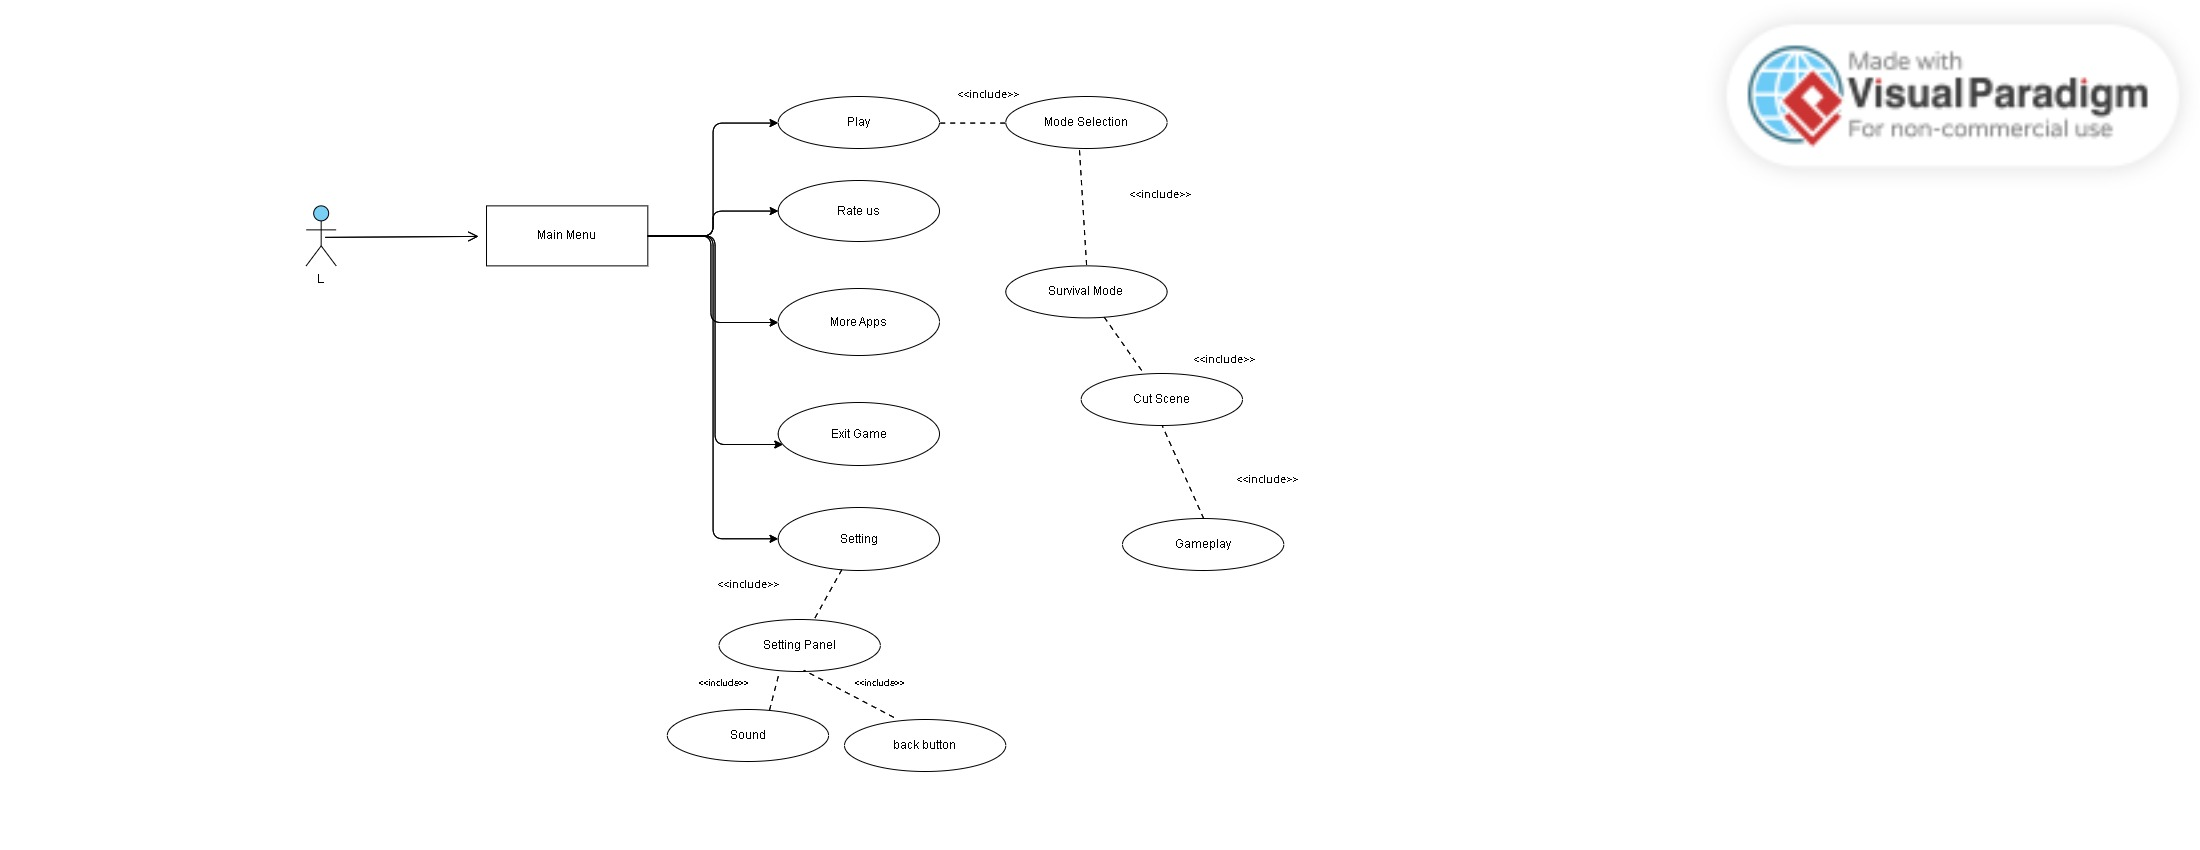 Made with
Visual Paradigm
For non-commercial use
<<include>>
Play
Mode Selection
<<include>>
Rate us
Main Menu
L
Survival Mode
More Apps
<<include>>
Cut Scene
Exit Game
<<include>>
Setting
Gameplay
<<include>>
Setting Panel
<<include>>
<<include>>
Sound
back button